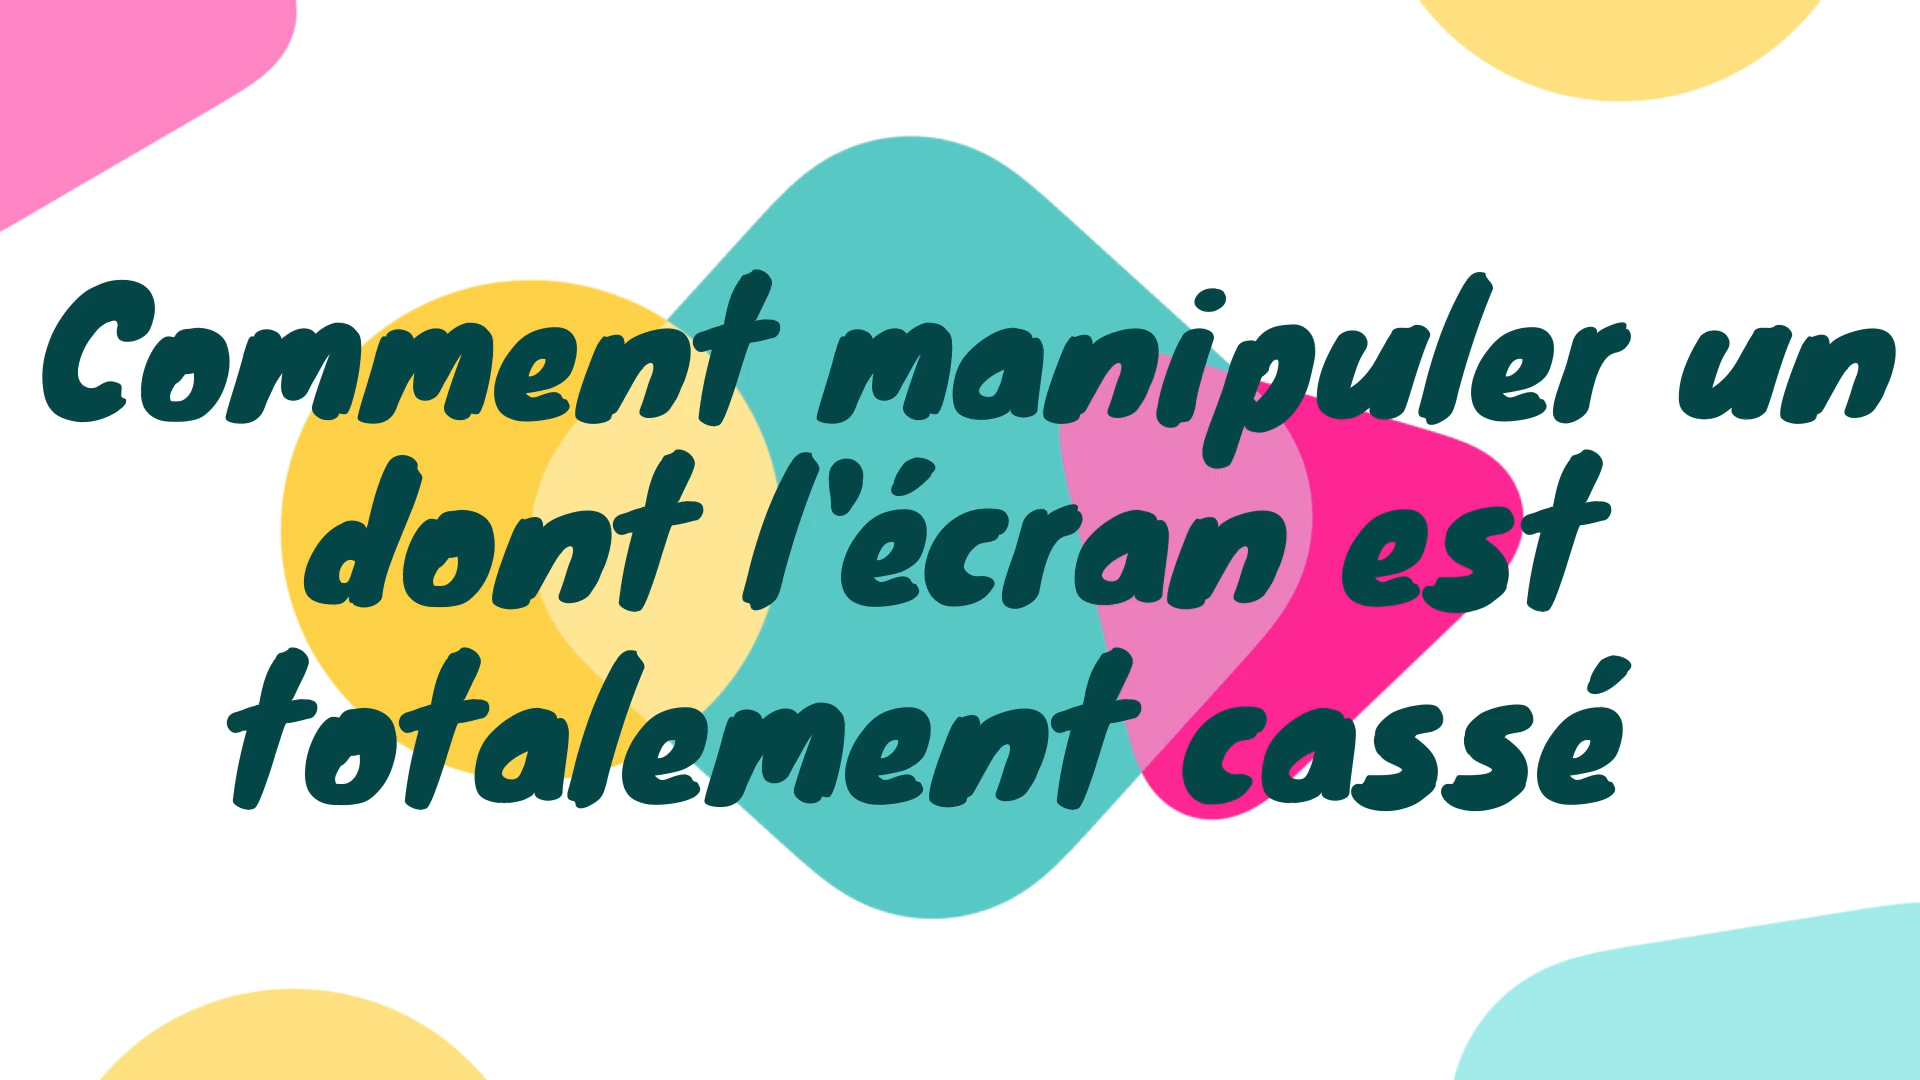 Comment manipuler un
dont l'écran est
totalement cassé